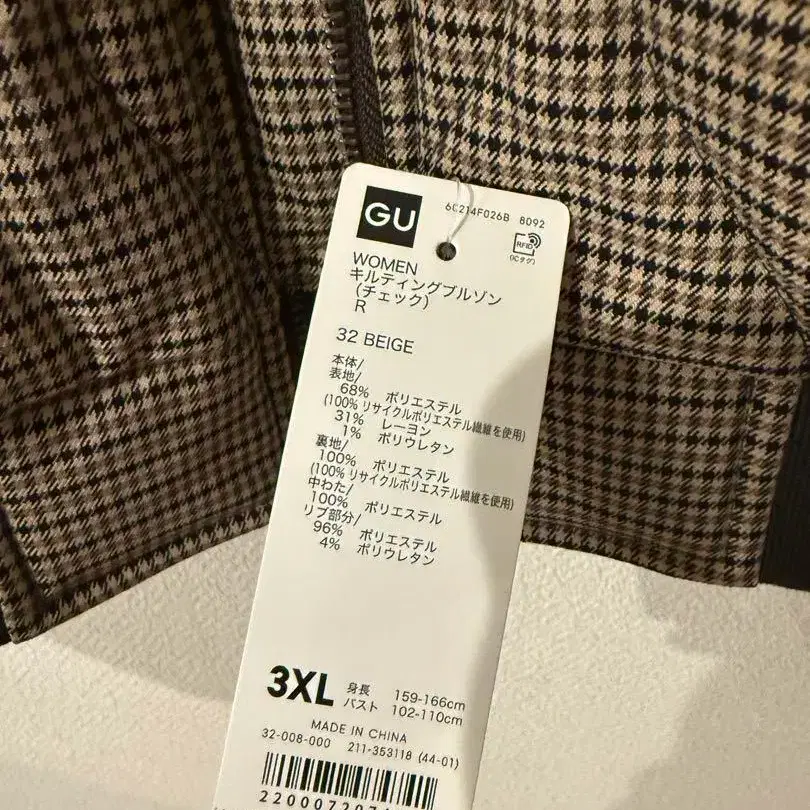 GU
6C214F026B 8092
RFID
(ICタグ)
WOMEN
キルティングブルゾン
(チェック)
R
32 BEIGE
本体/
表地/
68% ポリエステル
(100% リサイクルポリエステル繊維を使用)
31% レーヨン
1% ポリウレタン
裏地/
100% ポリエステル
(100% リサイクルポリエステル繊維を使用)
中わた/
100% ポリエステル
リブ部分/
96% ポリエステル
4% ポリウレタン
3XL
身長 159-166cm
バスト 102-110cm
MADE IN CHINA
32-008-000 211-353118 (44-01)